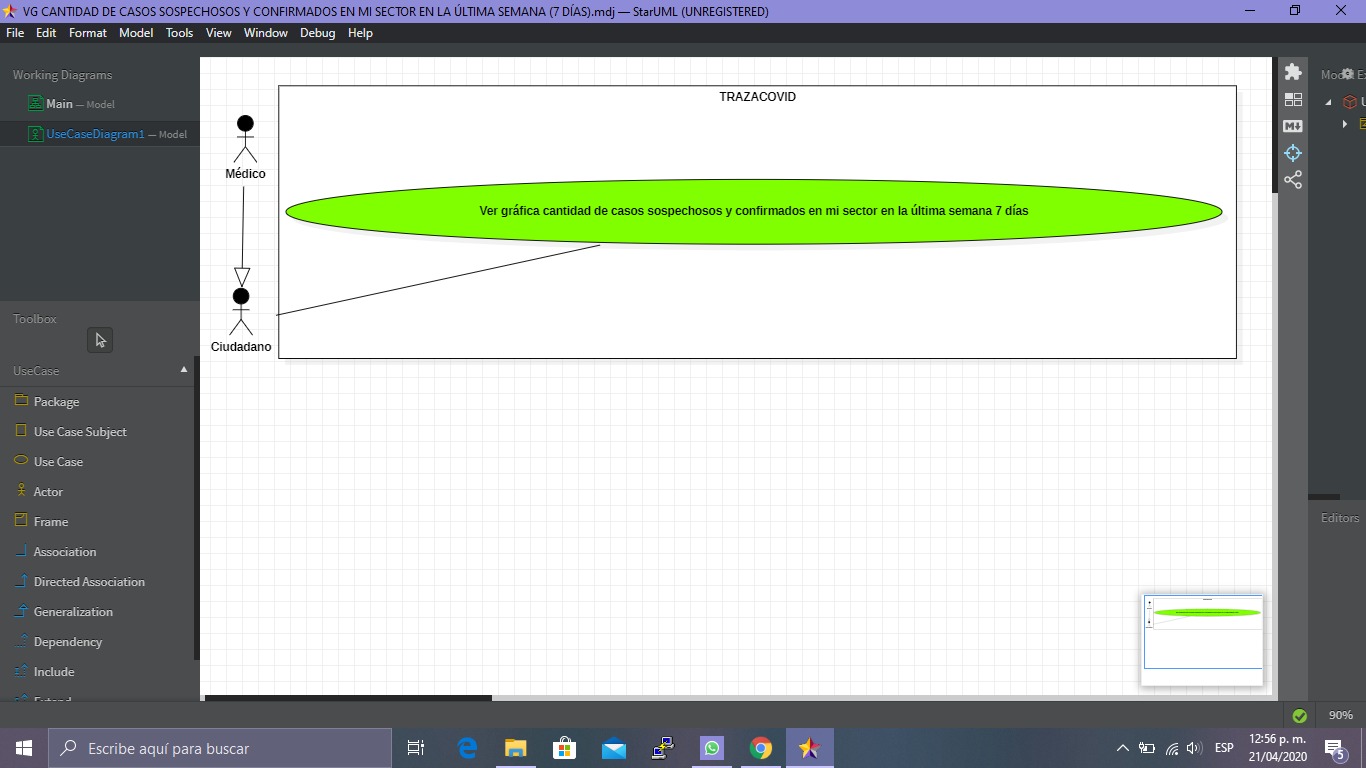 VG CANTIDAD DE CASOS SOSPECHOSOS Y CONFIRMADOS EN MI SECTOR EN LA ÚLTIMA SEMANA (7 DÍAS).mdj — StarUML (UNREGISTERED)
File Edit Format Model Tools View Window Debug Help
Working Diagrams
Main — Model
UseCaseDiagram1 — Model
Toolbox
UseCase
Package
Use Case Subject
Use Case
Actor
Frame
Association
Directed Association
Generalization
Dependency
Include
Extend
TRAZACOVID
Médico
Ver gráfica cantidad de casos sospechosos y confirmados en mi sector en la última semana 7 días
Ciudadano
M
Editors
90%
Escribe aquí para buscar
ESP
12:56 p. m.
21/04/2020
5